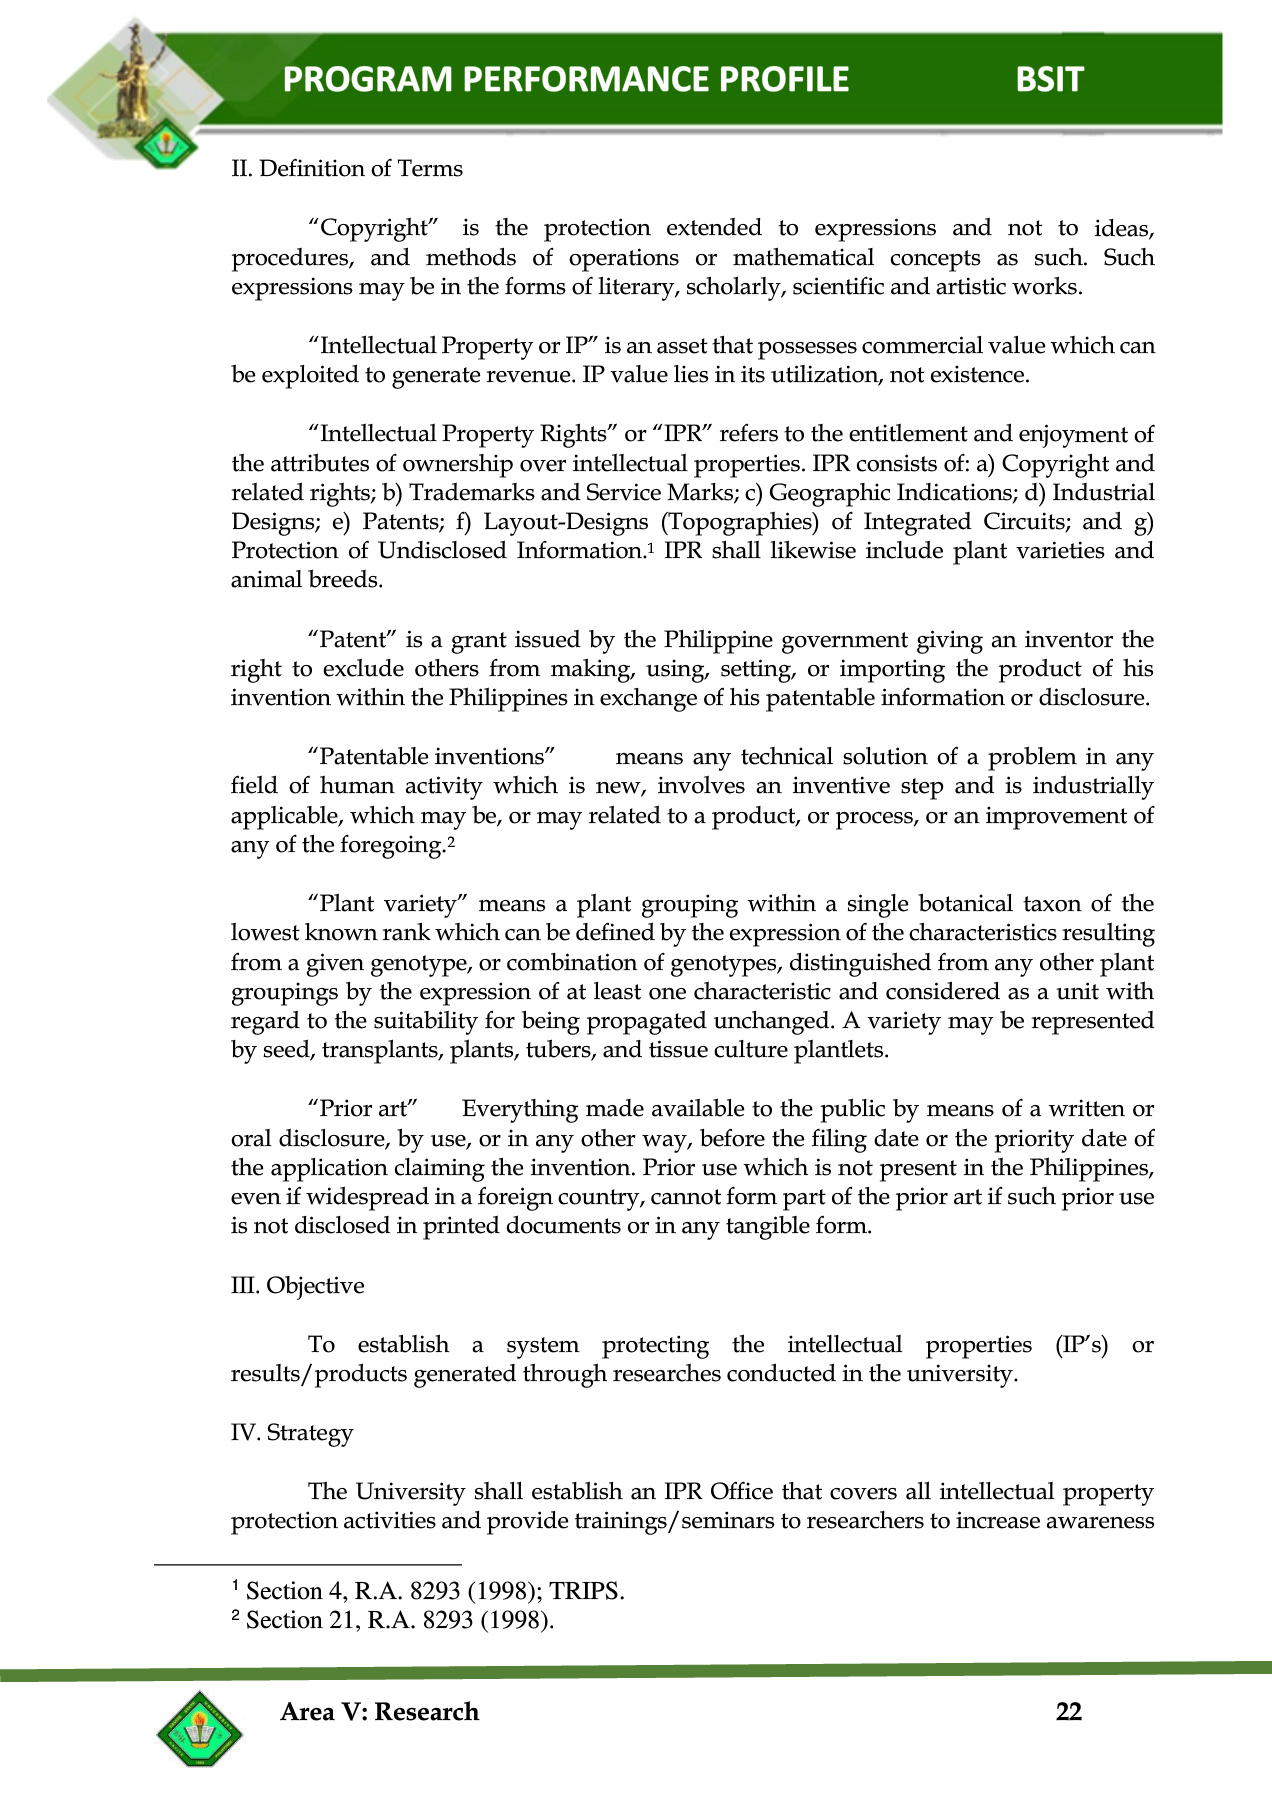 PROGRAM PERFORMANCE PROFILE BSIT
II. Definition of Terms
“Copyright” is the protection extended to expressions and not to ideas,
procedures, and methods of operations or mathematical concepts as such. Such
expressions may be in the forms of literary, scholarly, scientific and artistic works.
“Intellectual Property or IP” is an asset that possesses commercial value which can
be exploited to generate revenue. IP value lies in its utilization, not existence.
“Intellectual Property Rights” or “IPR” refers to the entitlement and enjoyment of
the attributes of ownership over intellectual properties. IPR consists of: a) Copyright and
related rights; b) Trademarks and Service Marks; c) Geographic Indications; d) Industrial
Designs; e) Patents; f) Layout-Designs (Topographies) of Integrated Circuits; and g)
Protection of Undisclosed Information.¹ IPR shall likewise include plant varieties and
animal breeds.
“Patent” is a grant issued by the Philippine government giving an inventor the
right to exclude others from making, using, setting, or importing the product of his
invention within the Philippines in exchange of his patentable information or disclosure.
“Patentable inventions” means any technical solution of a problem in any
field of human activity which is new, involves an inventive step and is industrially
applicable, which may be, or may related to a product, or process, or an improvement of
any of the foregoing.²
“Plant variety” means a plant grouping within a single botanical taxon of the
lowest known rank which can be defined by the expression of the characteristics resulting
from a given genotype, or combination of genotypes, distinguished from any other plant
groupings by the expression of at least one characteristic and considered as a unit with
regard to the suitability for being propagated unchanged. A variety may be represented
by seed, transplants, plants, tubers, and tissue culture plantlets.
“Prior art” Everything made available to the public by means of a written or
oral disclosure, by use, or in any other way, before the filing date or the priority date of
the application claiming the invention. Prior use which is not present in the Philippines,
even if widespread in a foreign country, cannot form part of the prior art if such prior use
is not disclosed in printed documents or in any tangible form.
III. Objective
To establish a system protecting the intellectual properties (IP’s) or
results/products generated through researches conducted in the university.
IV. Strategy
The University shall establish an IPR Office that covers all intellectual property
protection activities and provide trainings/seminars to researchers to increase awareness
¹ Section 4, R.A. 8293 (1998); TRIPS.
² Section 21, R.A. 8293 (1998).
Area V: Research 22